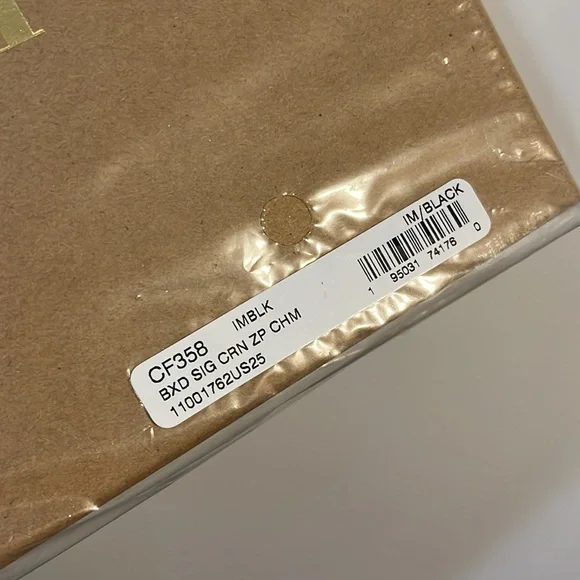 CF358 IMBLK IM/BLACK
BXD SIG CRN ZP CHM
11001762US25
1 95031 74176 0